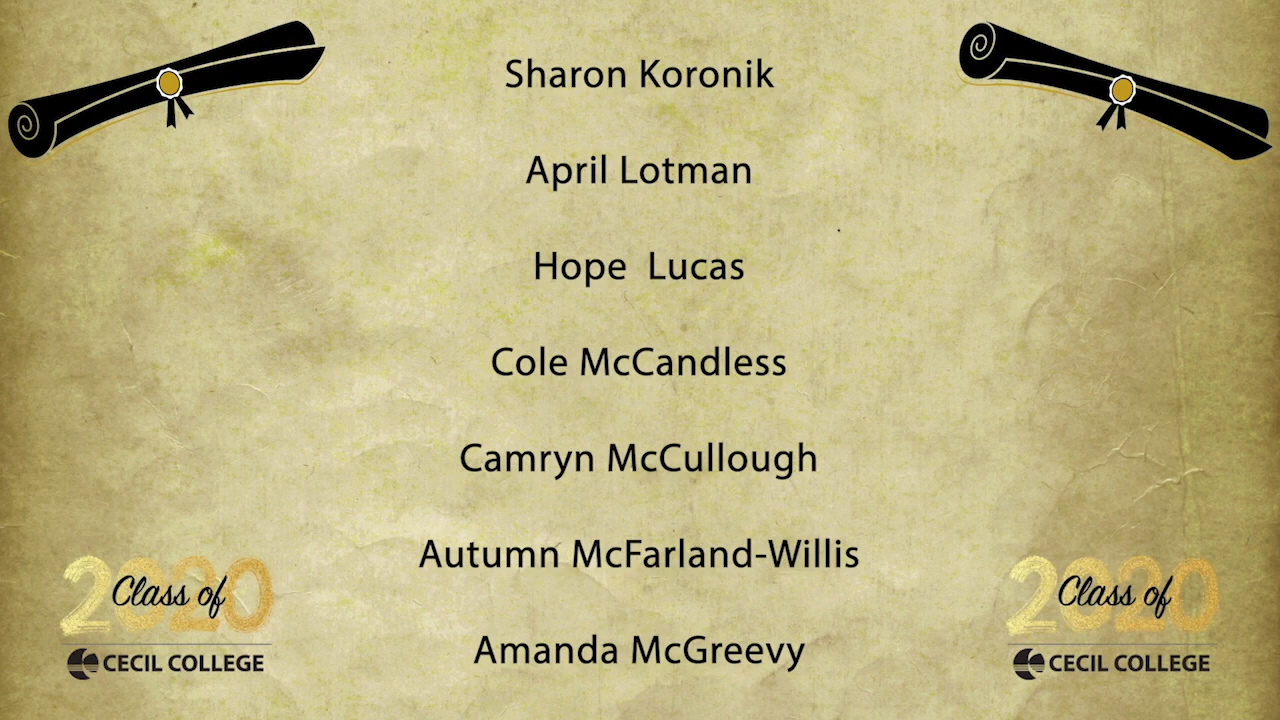 Sharon Koronik
April Lotman
Hope  Lucas
Cole McCandless
Camryn McCullough
Autumn McFarland-Willis
Amanda McGreevy
2020
Class of
CECIL COLLEGE
2020
Class of
CECIL COLLEGE